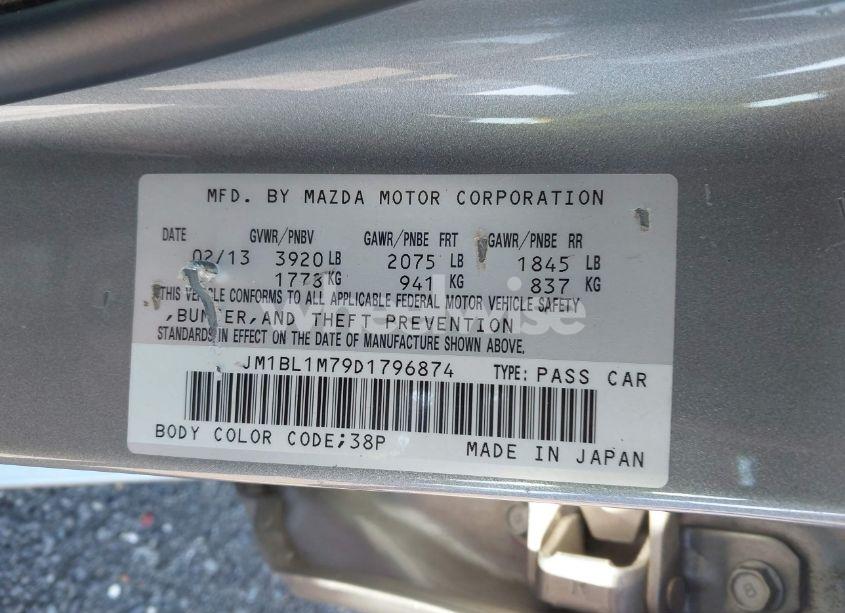 MFD. BY MAZDA MOTOR CORPORATION
DATE GVWR/PNBV GAWR/PNBE FRT GAWR/PNBE RR
02/13 3920 LB 2075 LB 1845 LB
1773 KG 941 KG 837 KG
THIS VEHICLE CONFORMS TO ALL APPLICABLE FEDERAL MOTOR VEHICLE SAFETY
,BUMPER,AND THEFT PREVENTION
STANDARDS IN EFFECT ON THE DATE OF MANUFACTURE SHOWN ABOVE.
JM1BL1M79D1796874 TYPE: PASS CAR
BODY COLOR CODE;38P MADE IN JAPAN
wheelwise
8